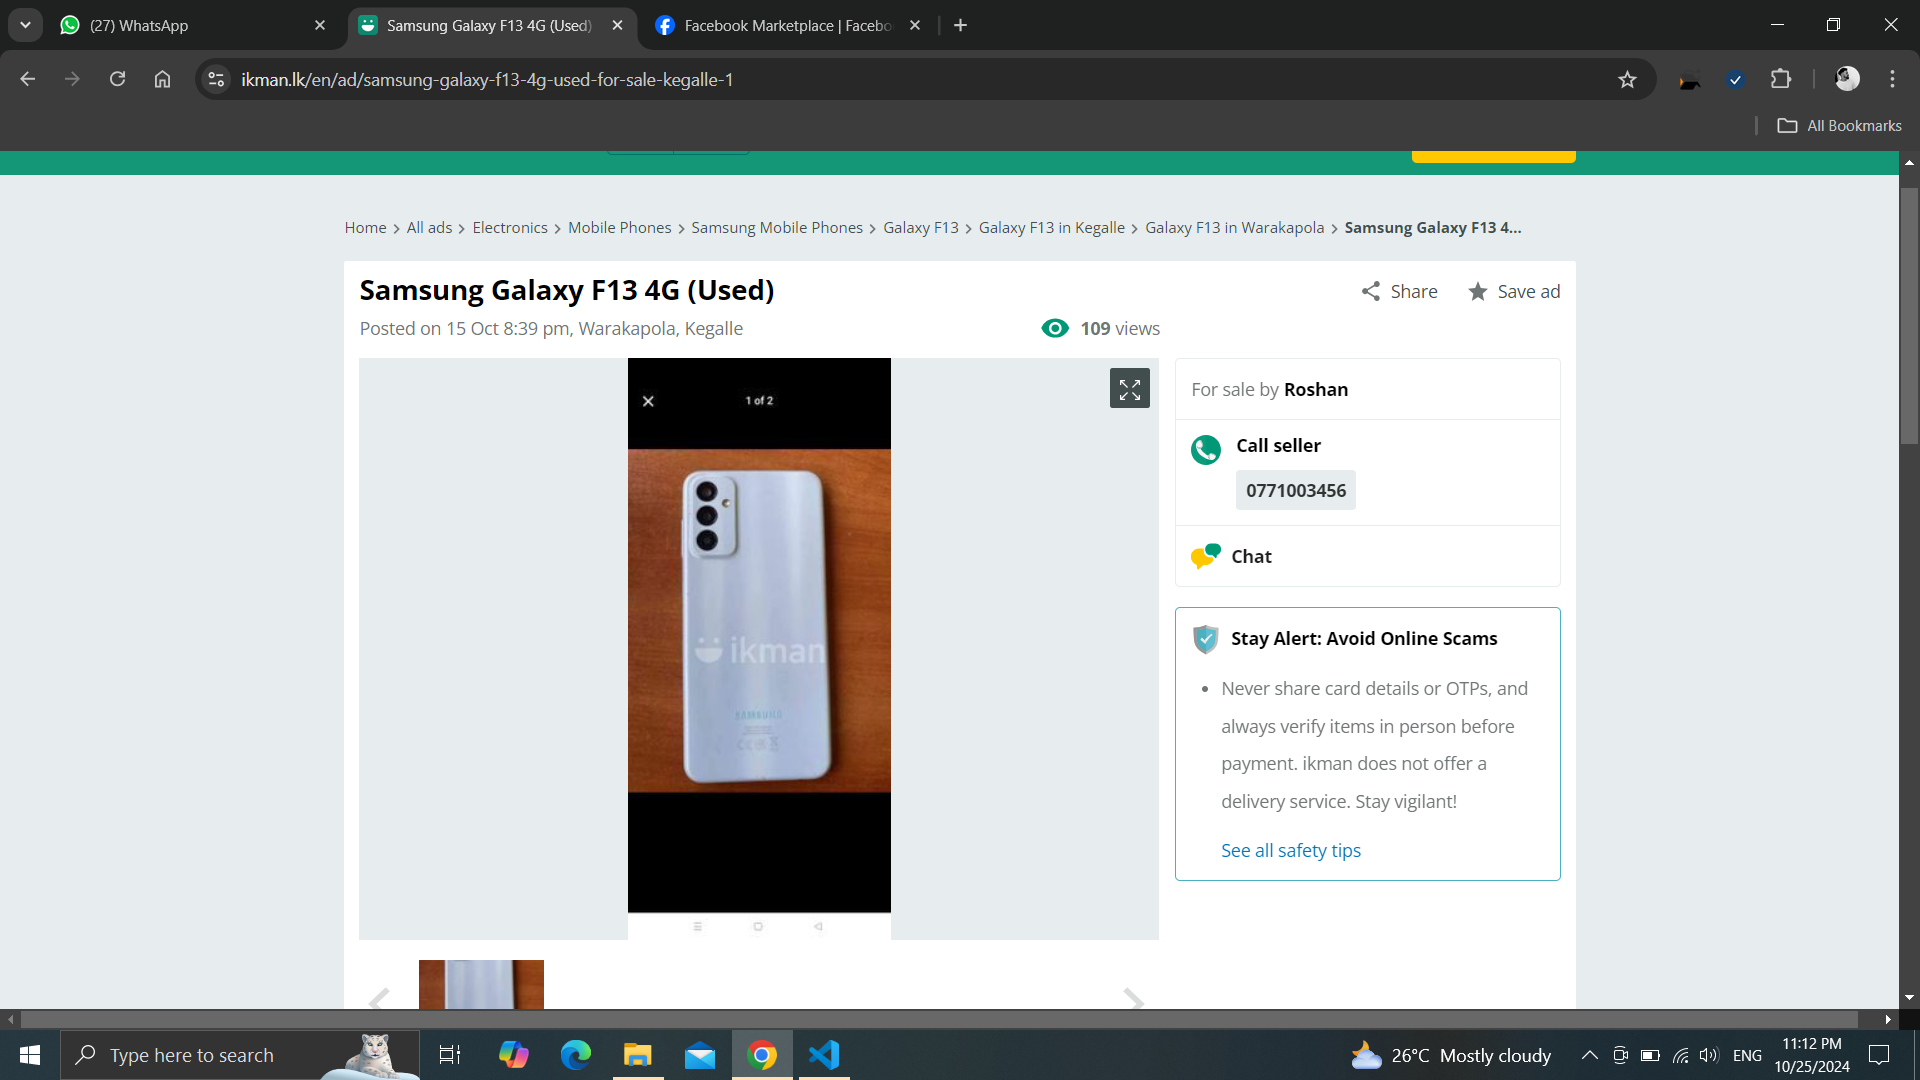 (27) WhatsApp
Samsung Galaxy F13 4G (Used)
Facebook Marketplace | Facebo
ikman.lk/en/ad/samsung-galaxy-f13-4g-used-for-sale-kegalle-1
All Bookmarks
Home > All ads > Electronics > Mobile Phones > Samsung Mobile Phones > Galaxy F13 > Galaxy F13 in Kegalle > Galaxy F13 in Warakapola > Samsung Galaxy F13 4...
Samsung Galaxy F13 4G (Used)
Share
Save ad
Posted on 15 Oct 8:39 pm, Warakapola, Kegalle
109 views
1 of 2
ikman
SAMSUNG
For sale by Roshan
Call seller
0771003456
Chat
Stay Alert: Avoid Online Scams
• Never share card details or OTPs, and
always verify items in person before
payment. ikman does not offer a
delivery service. Stay vigilant!
See all safety tips
Type here to search
26°C Mostly cloudy
ENG
11:12 PM
10/25/2024